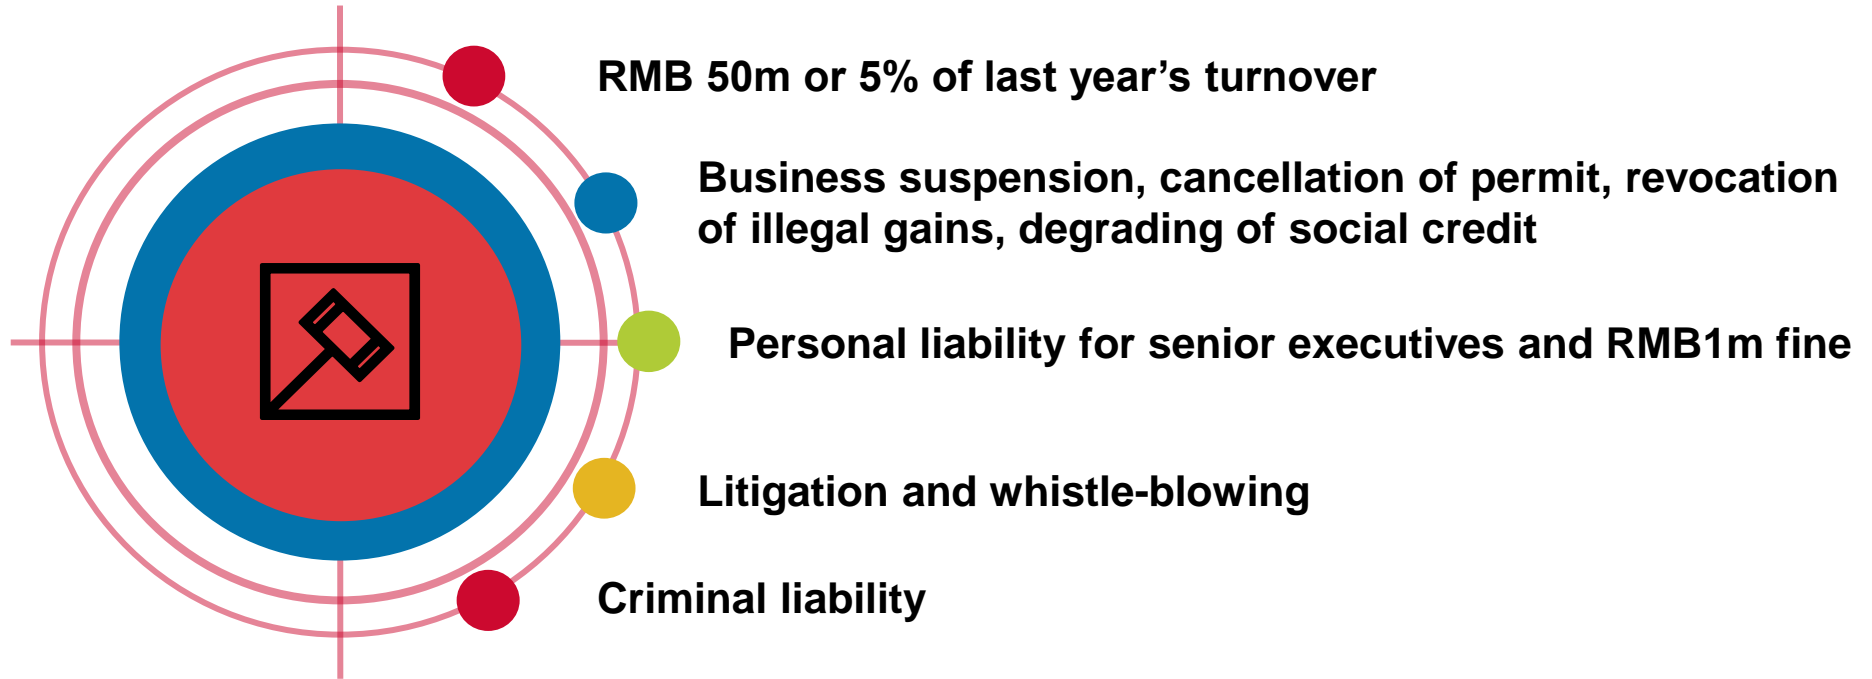 RMB 50m or 5% of last year’s turnover
Business suspension, cancellation of permit, revocation
of illegal gains, degrading of social credit
Personal liability for senior executives and RMB1m fine
Litigation and whistle-blowing
Criminal liability